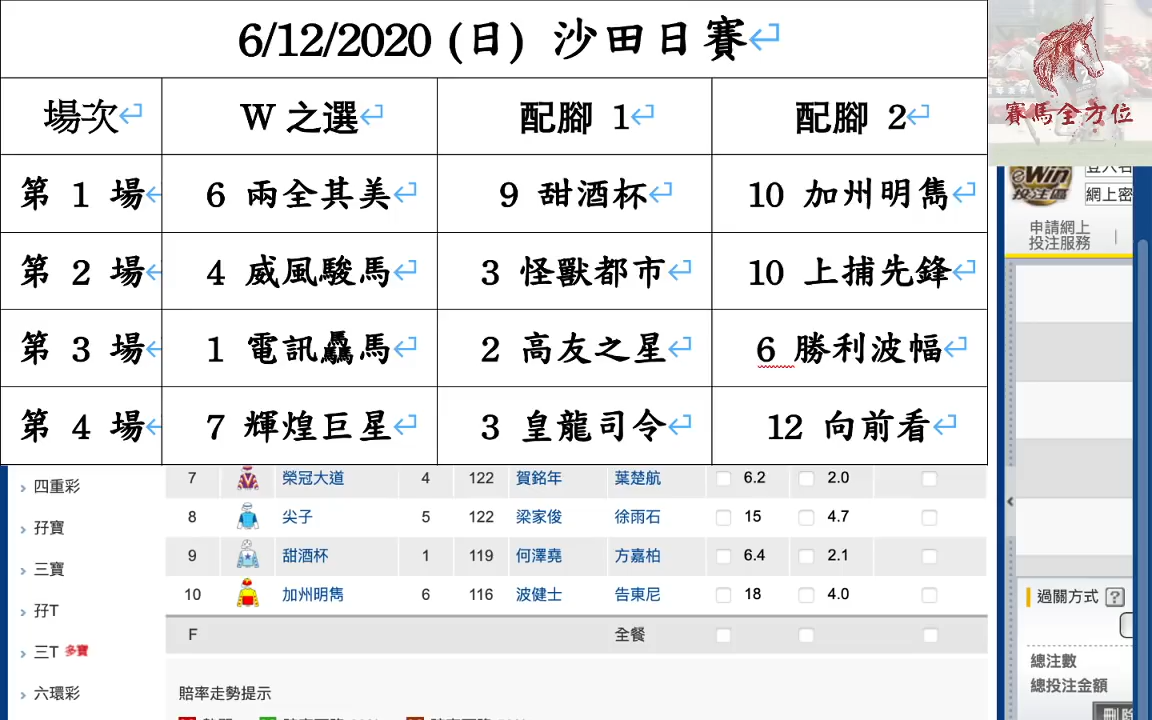 6/12/2020 (日) 沙田日賽
場次 W 之選 配腳 1 配腳 2
第 1 場 6 兩全其美 9 甜酒杯 10 加州明雋
第 2 場 4 威風駿馬 3 怪獸都市 10 上捕先鋒
第 3 場 1 電訊驫馬 2 高友之星 6 勝利波幅
第 4 場 7 輝煌巨星 3 皇龍司令 12 向前看
賽馬全方位
eWin
投注區
網上密
申請網上
投注服務
四重彩
孖寶
三寶
孖T
三T 多寶
六環彩
7 榮冠大道 4 122 賀銘年 葉楚航 6.2 2.0
8 尖子 5 122 梁家俊 徐雨石 15 4.7
9 甜酒杯 1 119 何澤堯 方嘉柏 6.4 2.1
10 加州明雋 6 116 波健士 告東尼 18 4.0
F 全餐
賠率走勢提示
過關方式 ?
總注數
總投注金額